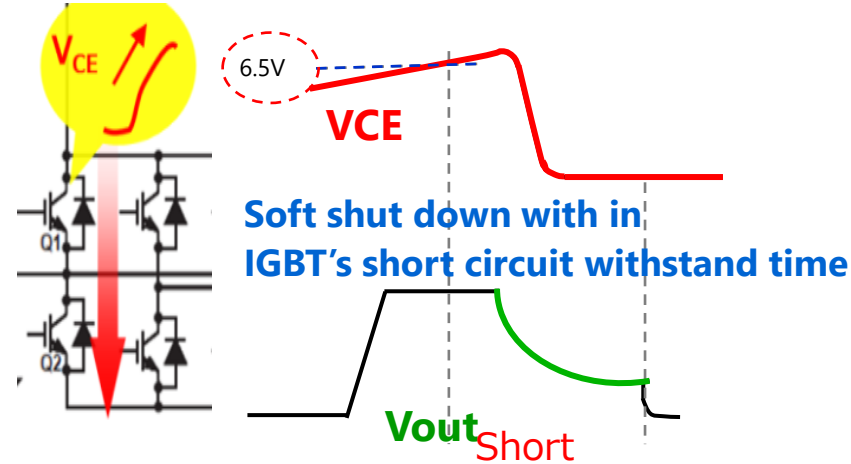 VCE
6.5V
VCE
Q1
Soft shut down with in
IGBT’s short circuit withstand time
Q2
Vout
Short